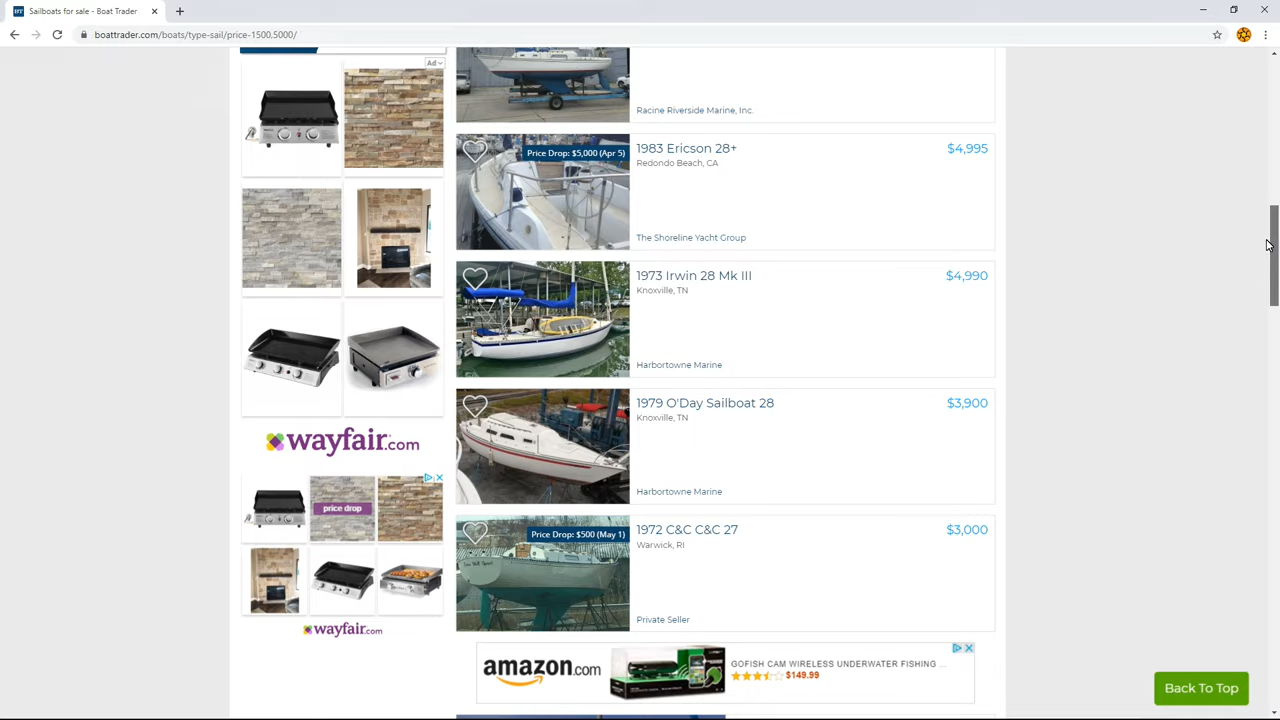 Sailboats for sale - Boat Trader
boattrader.com/boats/type-sail/price-1500,5000/
Ad
Racine Riverside Marine, Inc.
Price Drop: $5,000 (Apr 5)
1983 Ericson 28+
$4,995
Redondo Beach, CA
The Shoreline Yacht Group
1973 Irwin 28 Mk III
$4,990
Knoxville, TN
Harbortowne Marine
1979 O'Day Sailboat 28
$3,900
Knoxville, TN
Harbortowne Marine
wayfair.com
price drop
wayfair.com
Price Drop: $500 (May 1)
1972 C&C C&C 27
$3,000
Warwick, RI
Private Seller
amazon.com
GOFISH CAM WIRELESS UNDERWATER FISHING ...
$149.99
Back To Top